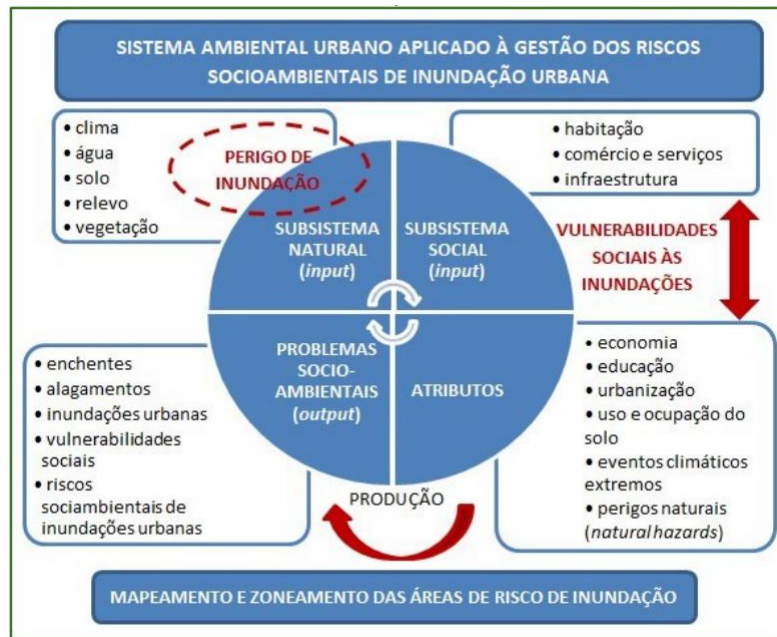 SISTEMA AMBIENTAL URBANO APLICADO À GESTÃO DOS RISCOS
SOCIOAMBIENTAIS DE INUNDAÇÃO URBANA
• clima
• água
• solo
• relevo
• vegetação
PERIGO DE
INUNDAÇÃO
• habitação
• comércio e serviços
• infraestrutura
SUBSISTEMA
NATURAL
(input)
SUBSISTEMA
SOCIAL
(input)
VULNERABILIDADES
SOCIAIS ÀS
INUNDAÇÕES
• enchentes
• alagamentos
• inundações urbanas
• vulnerabilidades
sociais
• riscos
sociambientais de
inundações urbanas
PROBLEMAS
SOCIO-
AMBIENTAIS
(output)
ATRIBUTOS
• economia
• educação
• urbanização
• uso e ocupação do
solo
• eventos climáticos
extremos
• perigos naturais
(natural hazards)
PRODUÇÃO
MAPEAMENTO E ZONEAMENTO DAS ÁREAS DE RISCO DE INUNDAÇÃO